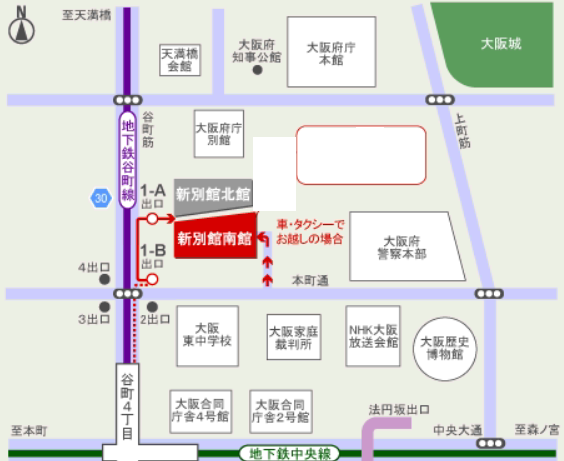 至天満橋
N
天満橋
会館
大阪府
知事公館
大阪府庁
本館
大阪城
谷町筋
上町筋
地下鉄谷町線
大阪府庁
別館
30
1-A
出口
新別館北館
新別館南館
車・タクシーで
お越しの場合
大阪府
警察本部
1-B
出口
4出口
本町通
3出口
2出口
大阪
東中学校
大阪家庭
裁判所
NHK大阪
放送会館
大阪歴史
博物館
谷町4丁目
大阪合同
庁舎4号館
大阪合同
庁舎2号館
法円坂出口
至本町
中央大通
至森ノ宮
地下鉄中央線